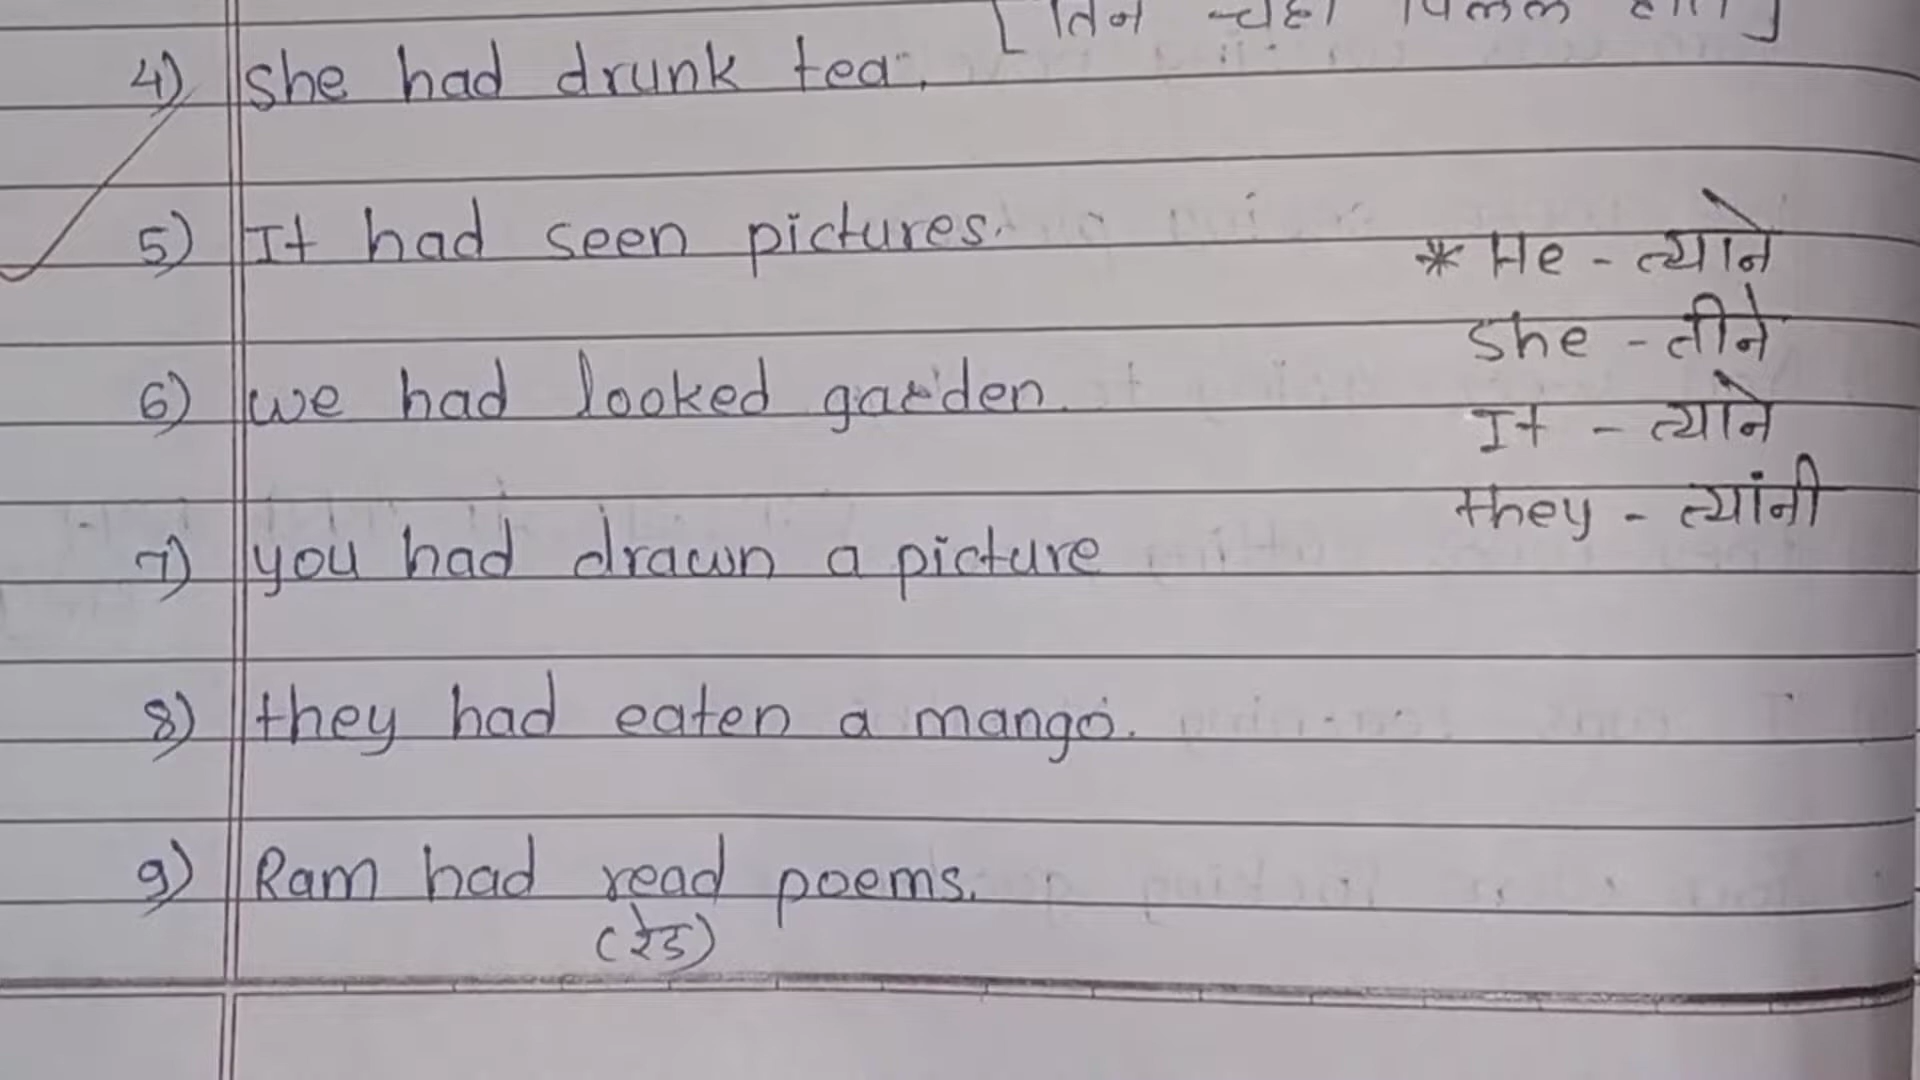 [तिने चहा पिलेला होता]
4) She had drunk tea.
5) It had seen pictures.
* He - त्याने
She - तीने
6) we had looked garden.
It - त्याने
they - त्यांनी
7) you had drawn a picture
8) they had eaten a mango.
9) Ram had read poems.
(रेड)